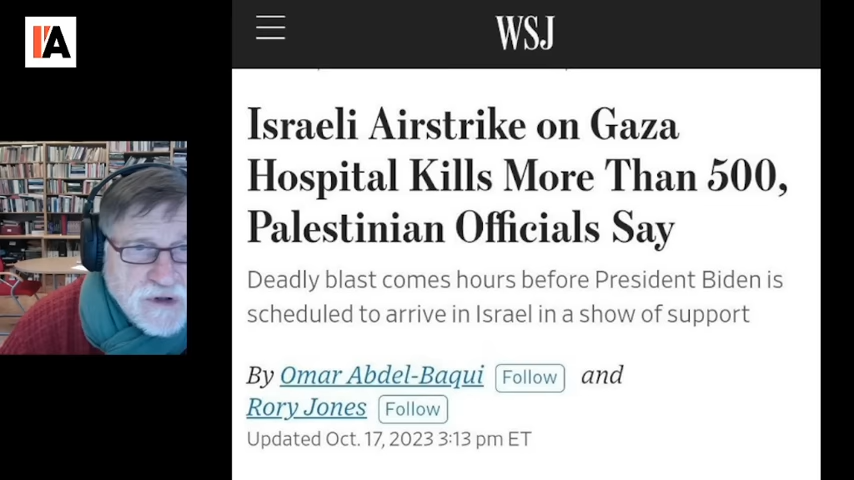 IA
WSJ
Israeli Airstrike on Gaza
Hospital Kills More Than 500,
Palestinian Officials Say
Deadly blast comes hours before President Biden is
scheduled to arrive in Israel in a show of support
By Omar Abdel-Baqui Follow and
Rory Jones Follow
Updated Oct. 17, 2023 3:13 pm ET